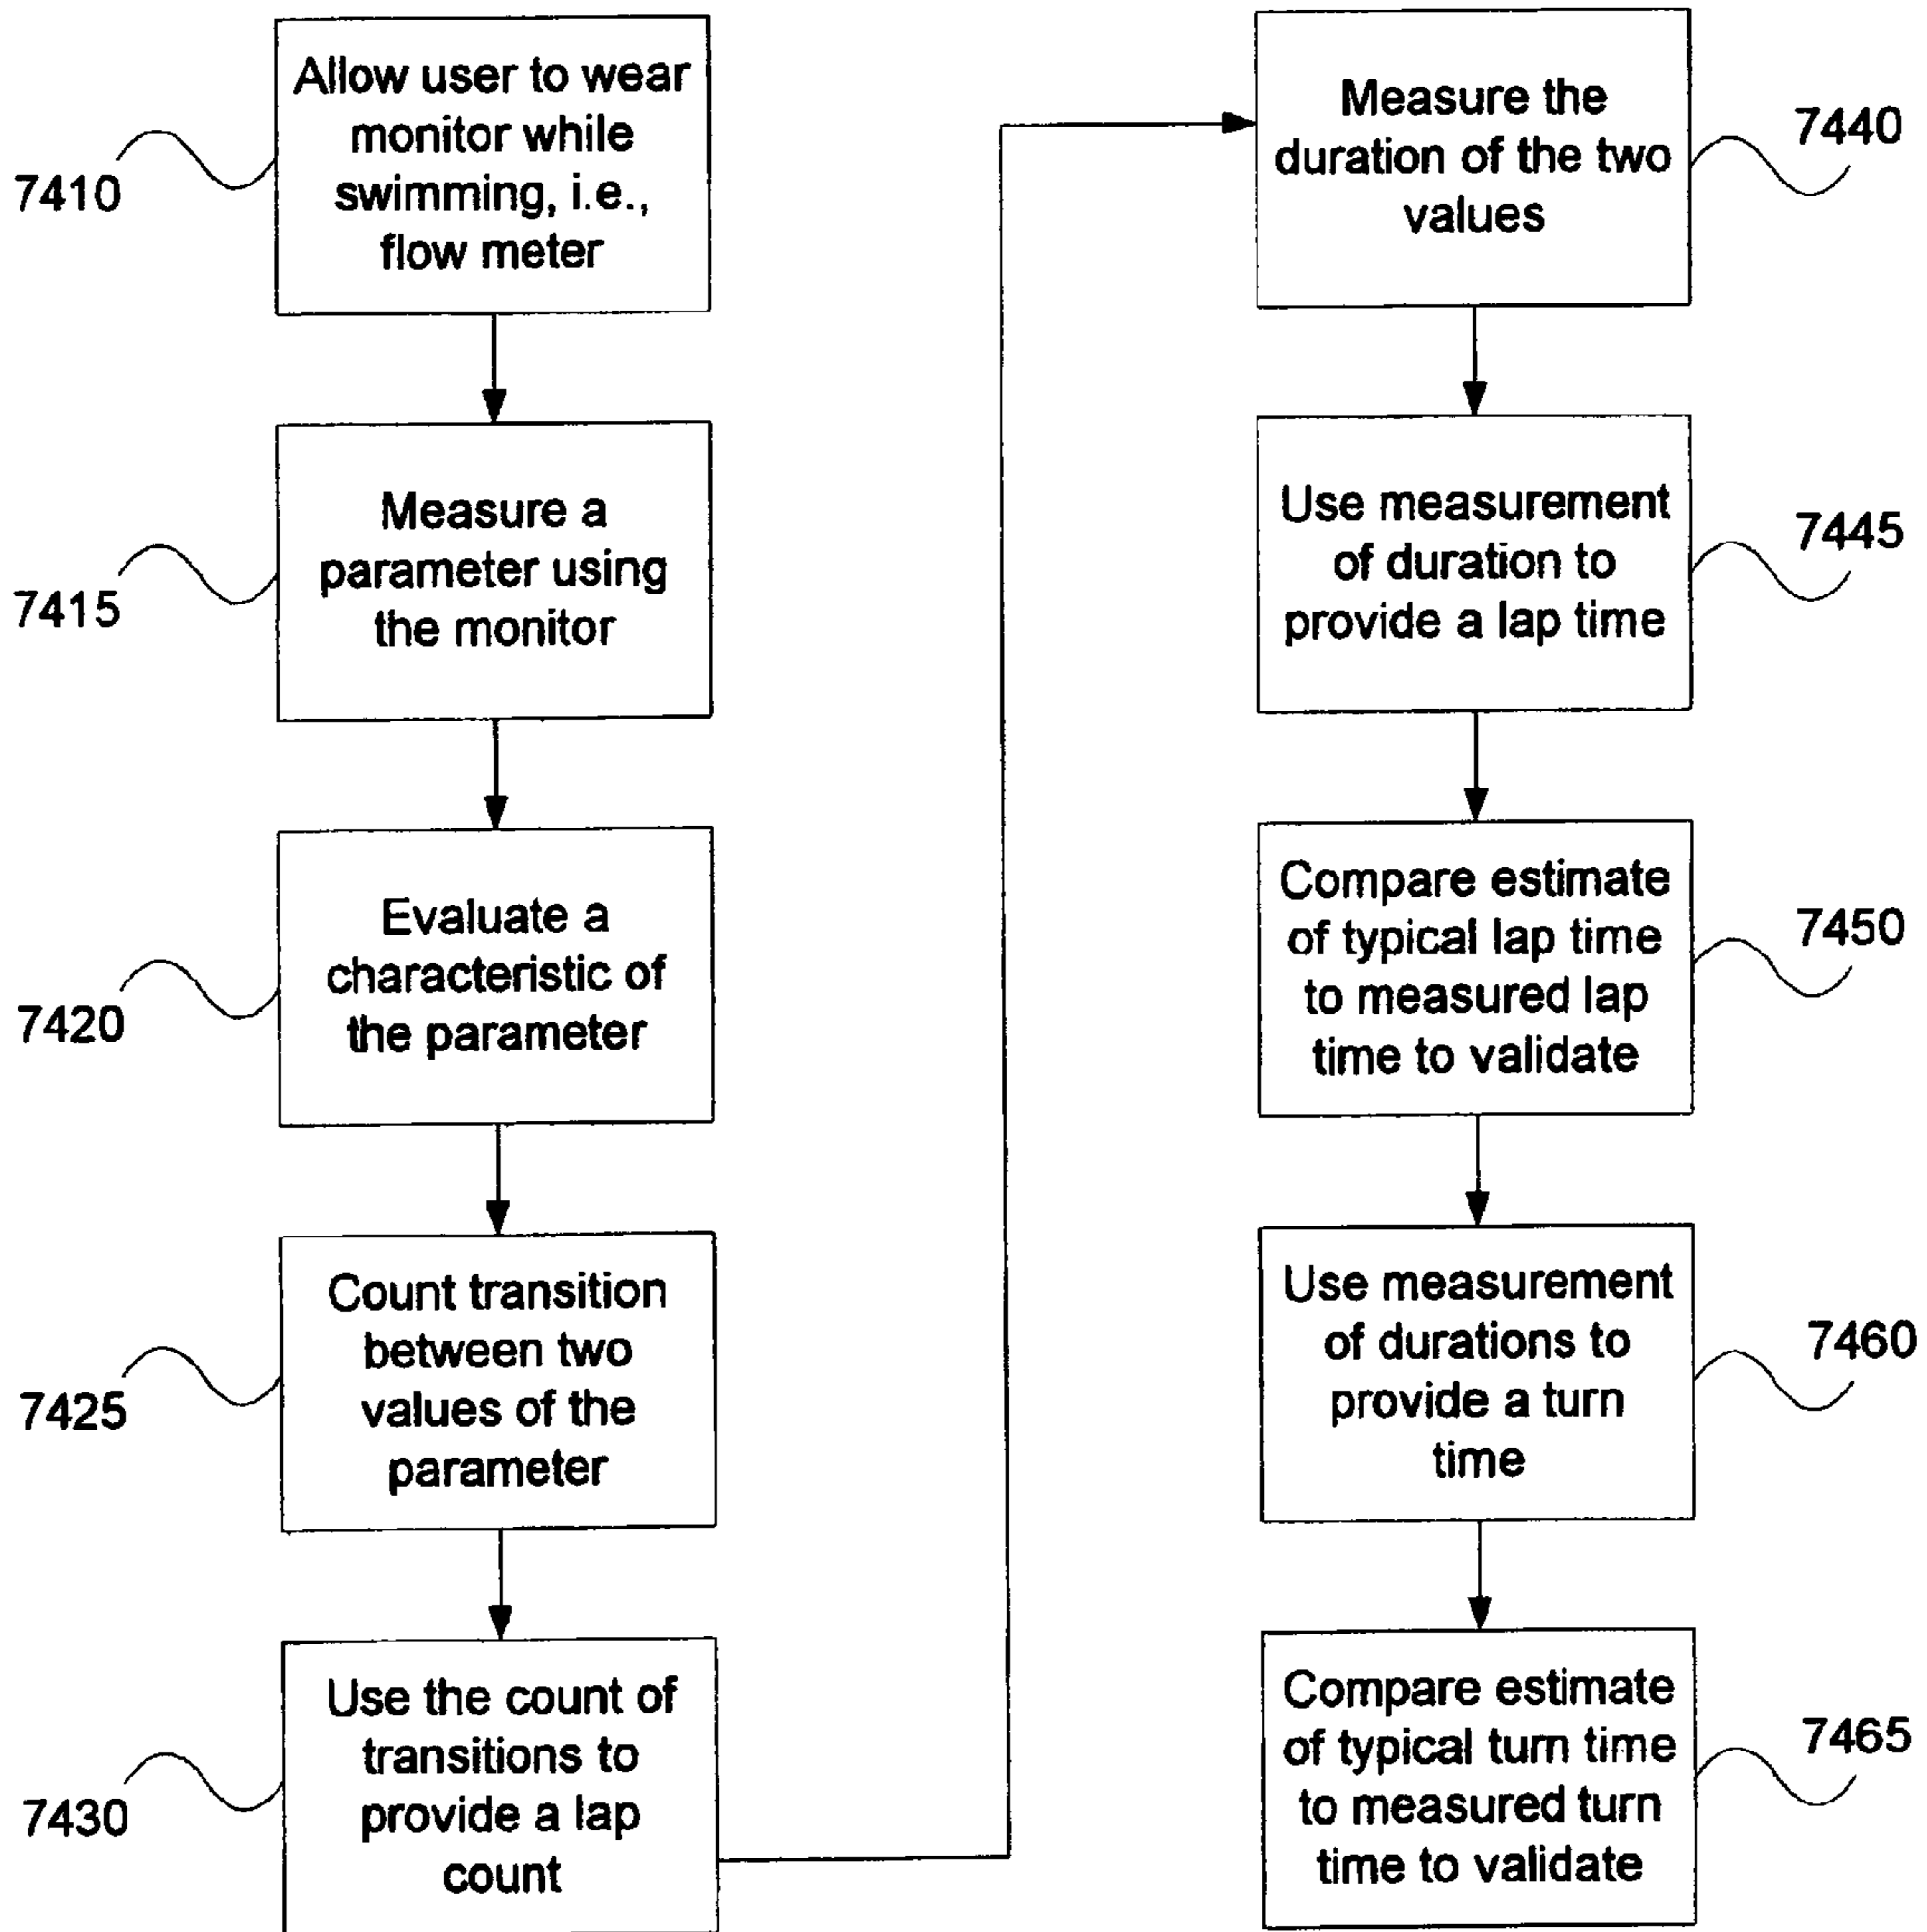 Allow user to wear
monitor while
swimming, i.e.,
flow meter
7410
Measure a
parameter using
the monitor
7415
Evaluate a
characteristic of
the parameter
7420
Count transition
between two
values of the
parameter
7425
Use the count of
transitions to
provide a lap
count
7430
Measure the
duration of the two
values
7440
Use measurement
of duration to
provide a lap time
7445
Compare estimate
of typical lap time
to measured lap
time to validate
7450
Use measurement
of durations to
provide a turn
time
7460
Compare estimate
of typical turn time
to measured turn
time to validate
7465